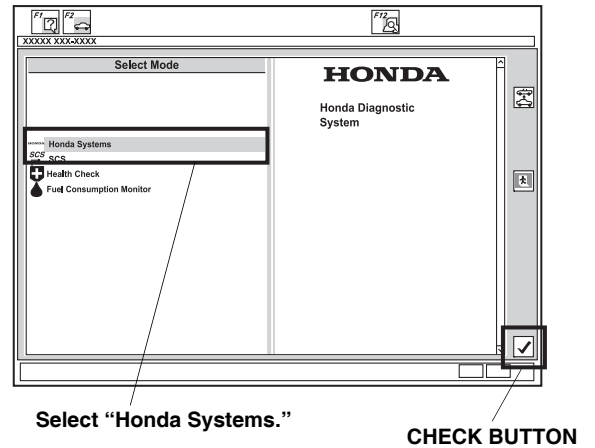 F1
F2
F12
XXXXX XXX-XXXX
Select Mode
HONDA
Honda Diagnostic
System
HONDA Honda Systems
SCS SCS
Health Check
Fuel Consumption Monitor
Select “Honda Systems.”
CHECK BUTTON